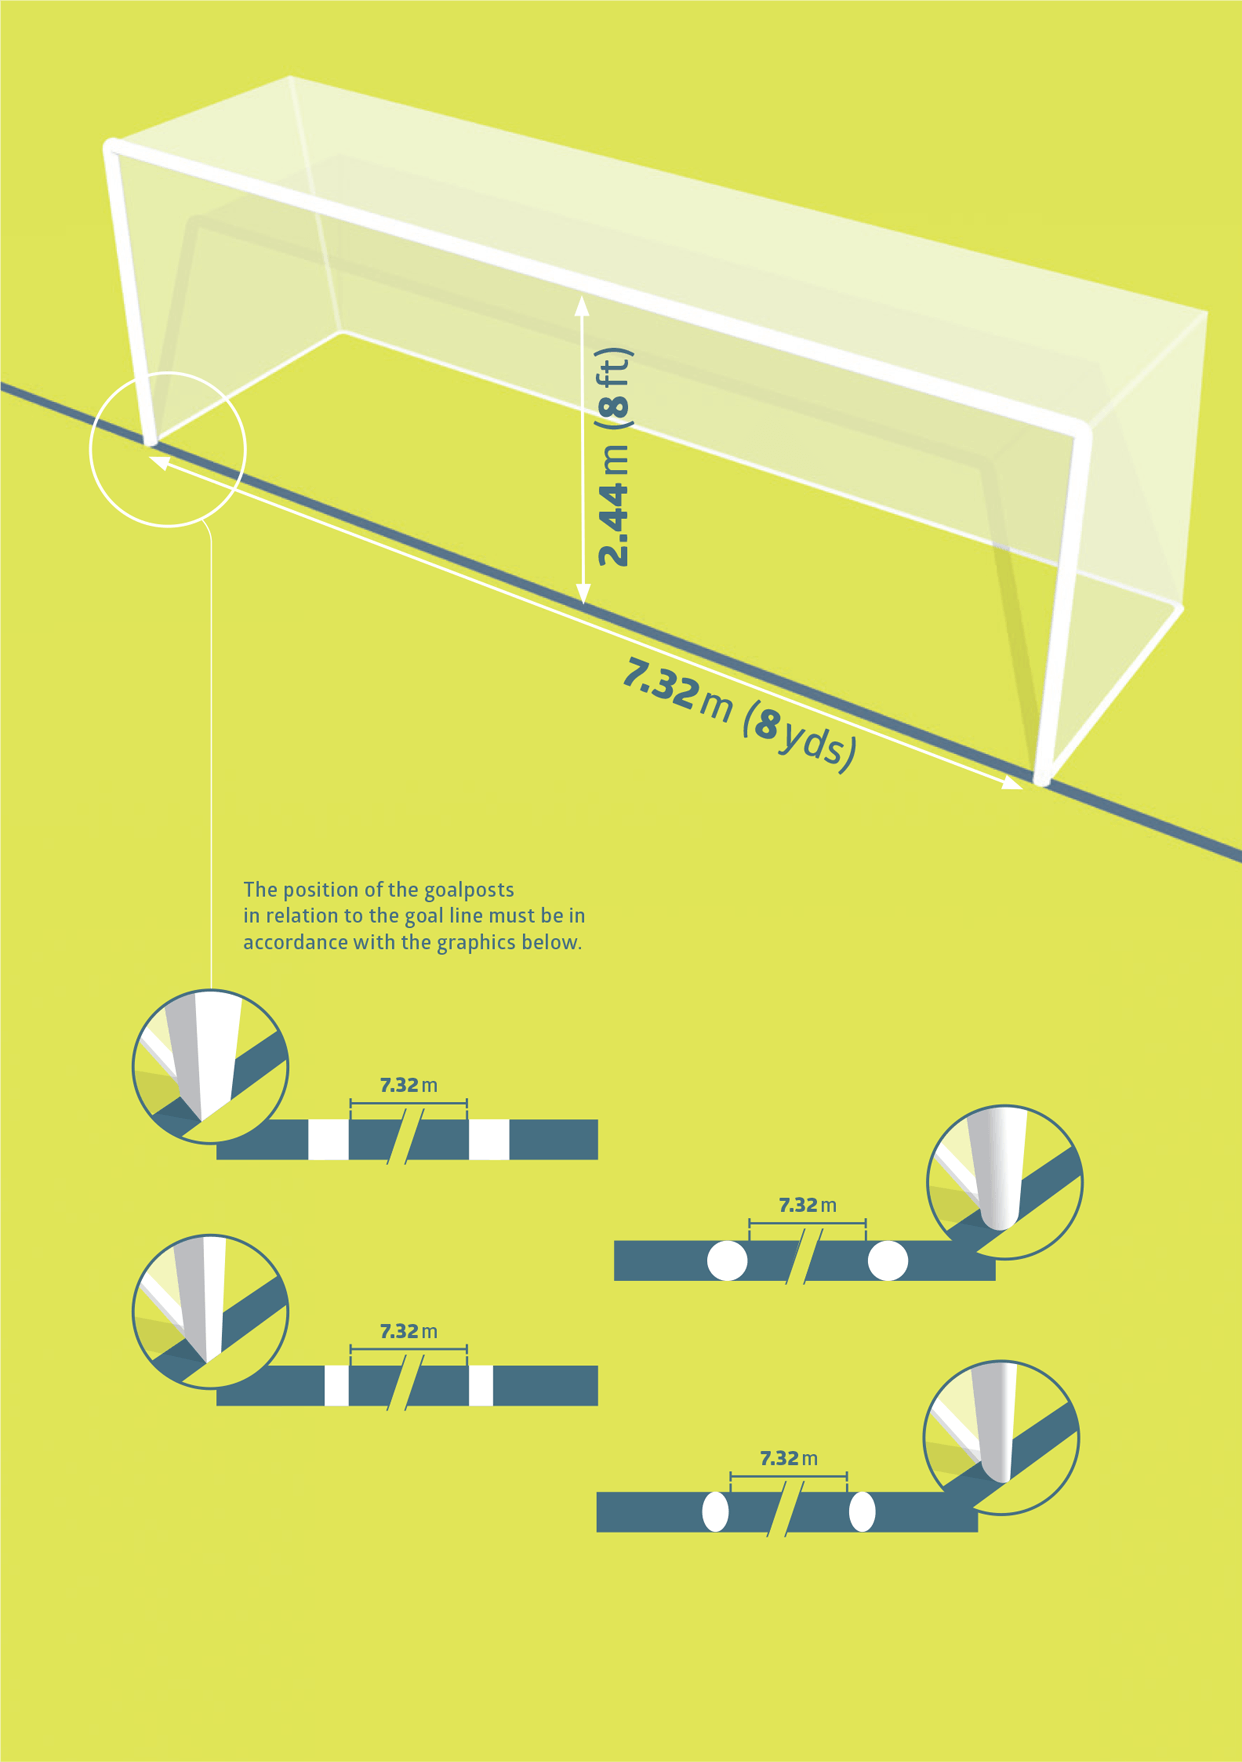 2.44 m (8 ft)
7.32 m (8 yds)
The position of the goalposts
in relation to the goal line must be in
accordance with the graphics below.
7.32 m
7.32 m
7.32 m
7.32 m